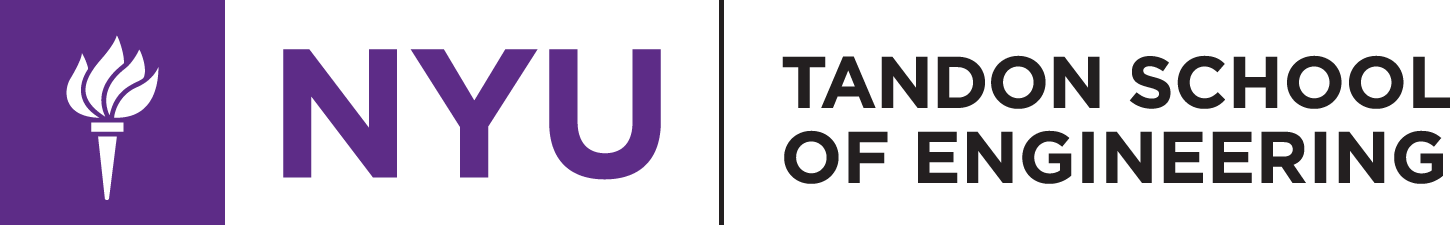 NYU
TANDON SCHOOL
OF ENGINEERING